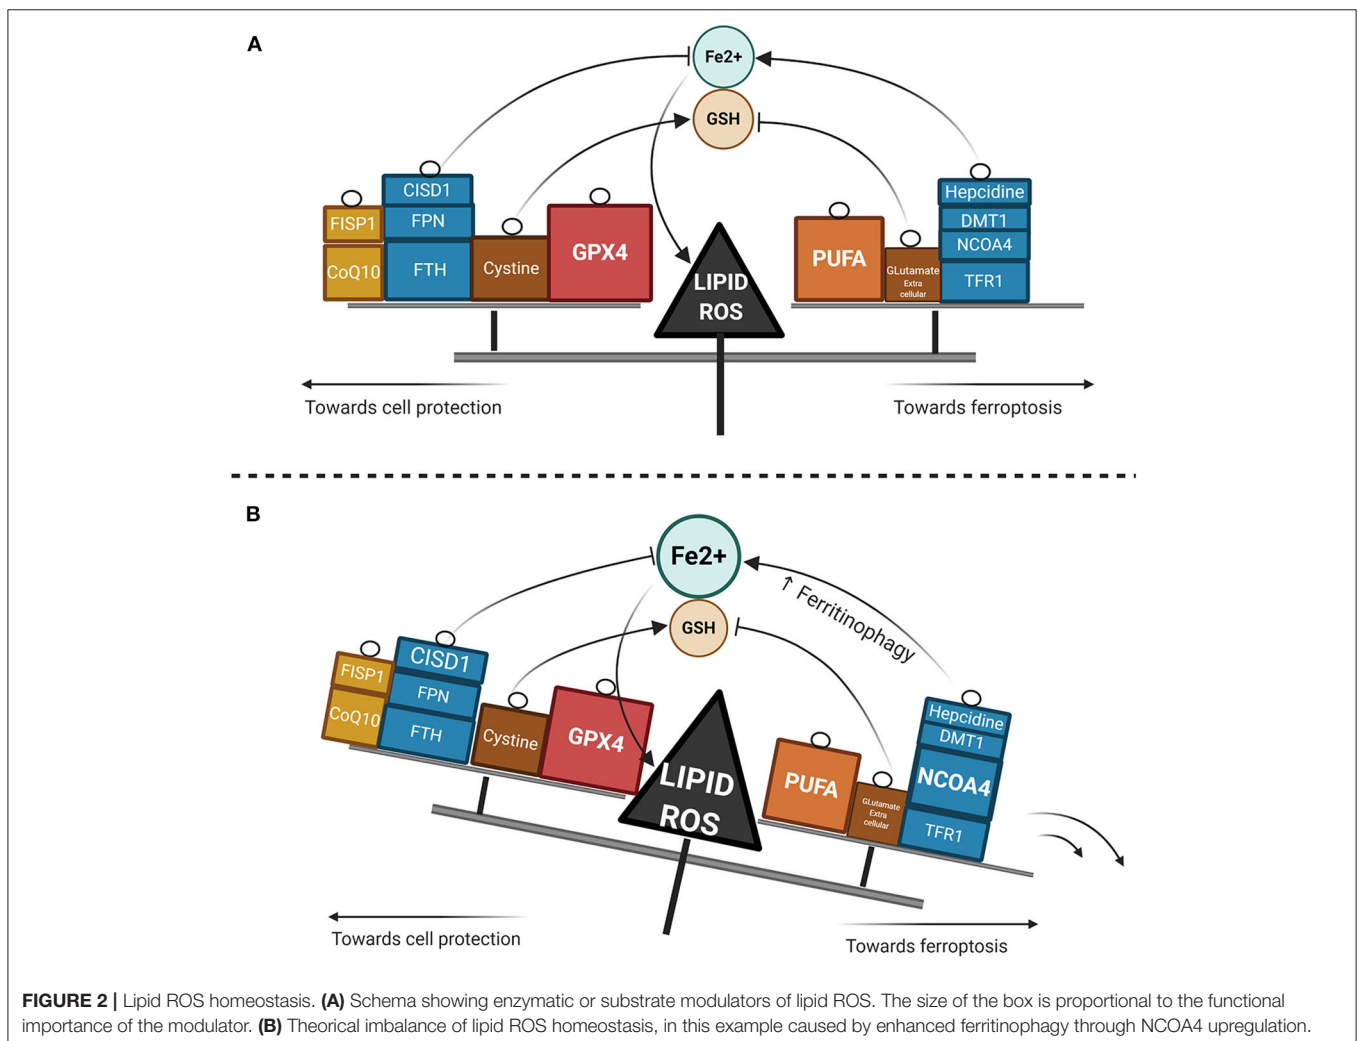 A
Fe2+
GSH
CISD1
FISP1
FPN
CoQ10
FTH
Cystine
GPX4
LIPID
ROS
PUFA
GLutamate
Extra
cellular
Hepcidine
DMT1
NCOA4
TFR1
Towards cell protection
Towards ferroptosis
B
Fe2+
GSH
↑ Ferritinophagy
CISD1
FISP1
FPN
CoQ10
FTH
Cystine
GPX4
LIPID
ROS
PUFA
GLutamate
Extra
cellular
Hepcidine
DMT1
NCOA4
TFR1
Towards cell protection
Towards ferroptosis
FIGURE 2 | Lipid ROS homeostasis. (A) Schema showing enzymatic or substrate modulators of lipid ROS. The size of the box is proportional to the functional
importance of the modulator. (B) Theorical imbalance of lipid ROS homeostasis, in this example caused by enhanced ferritinophagy through NCOA4 upregulation.